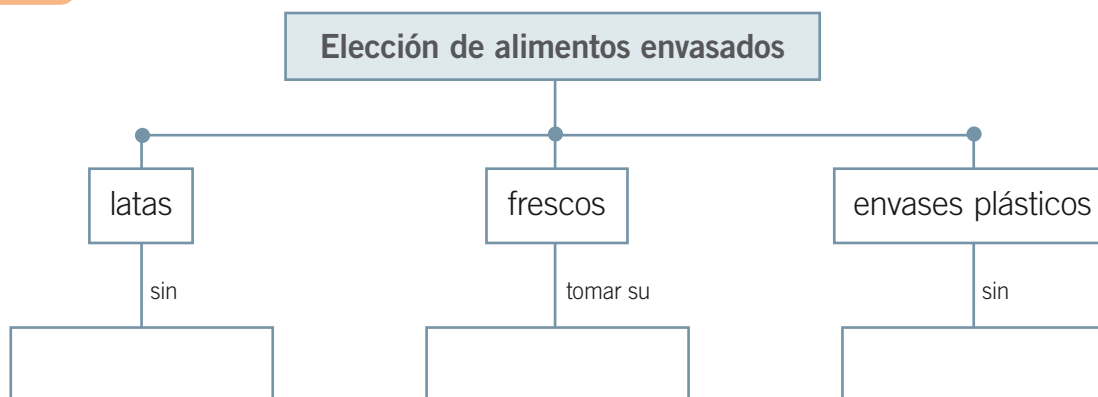 Elección de alimentos envasados
latas
frescos
envases plásticos
sin
tomar su
sin